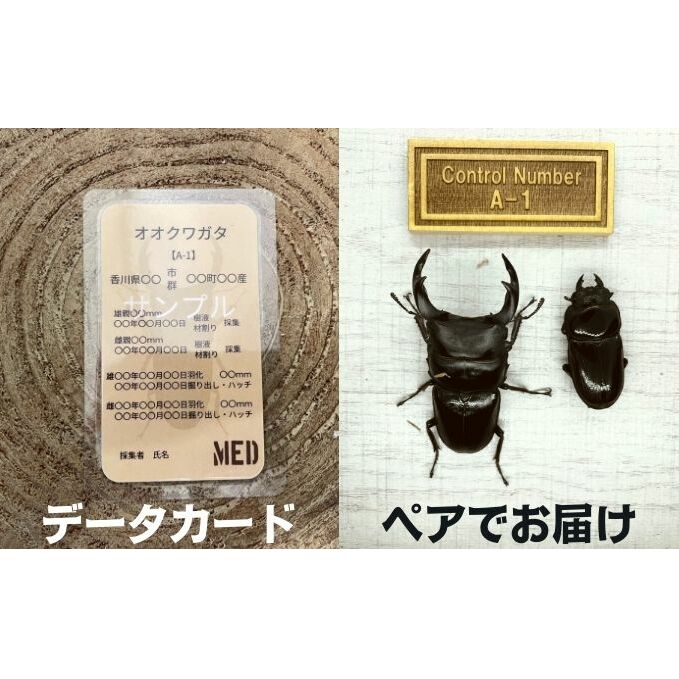 オオクワガタ
【A-1】
香川県〇〇 市 〇〇町〇〇産
群
サンプル
雄親〇〇mm
〇〇年〇〇月〇〇日 樹液 採集
材割り
雌親〇〇mm
〇〇年〇〇月〇〇日 樹液 採集
材割り
雄〇〇年〇〇月〇〇日羽化 〇〇mm
〇〇年〇〇月〇〇日掘り出し・ハッチ
雌〇〇年〇〇月〇〇日羽化 〇〇mm
〇〇年〇〇月〇〇日掘り出し・ハッチ
採集者 氏名
MED
データカード
Control Number
A-1
ペアでお届け